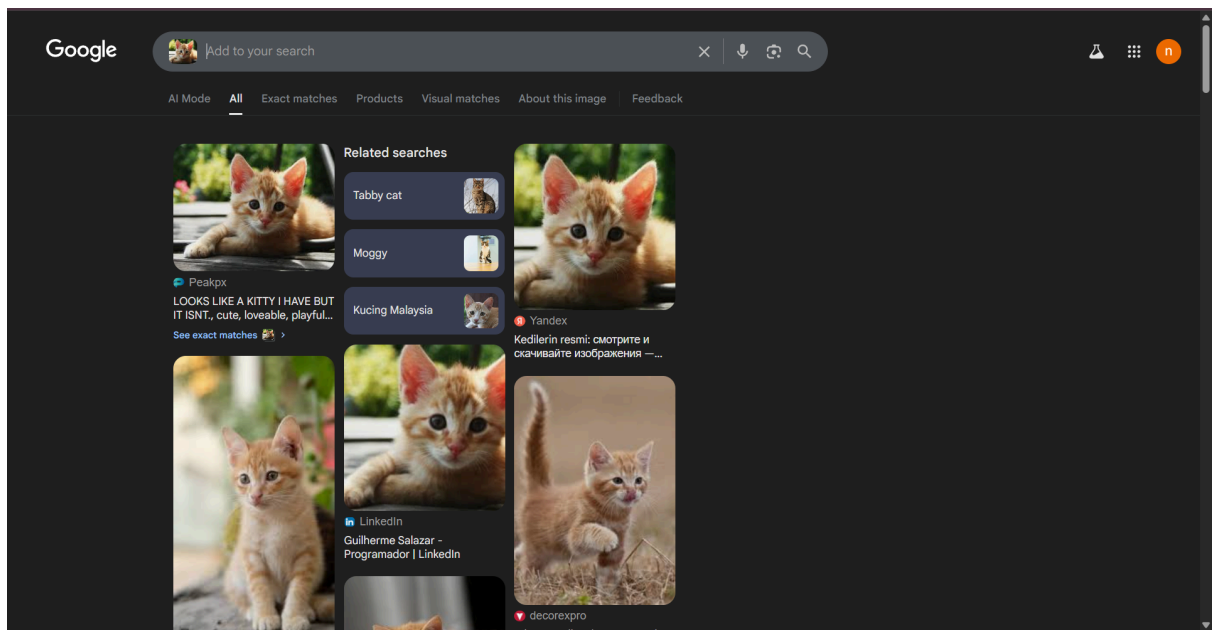 Google
Add to your search
n
AI Mode
All
Exact matches
Products
Visual matches
About this image
Feedback
Peakpx
LOOKS LIKE A KITTY I HAVE BUT
IT ISNT., cute, loveable, playful...
See exact matches
Related searches
Tabby cat
Moggy
Kucing Malaysia
in LinkedIn
Guilherme Salazar -
Programador | LinkedIn
Я Yandex
Kedilerin resmi: смотрите и
скачивайте изображения —...
decorexpro